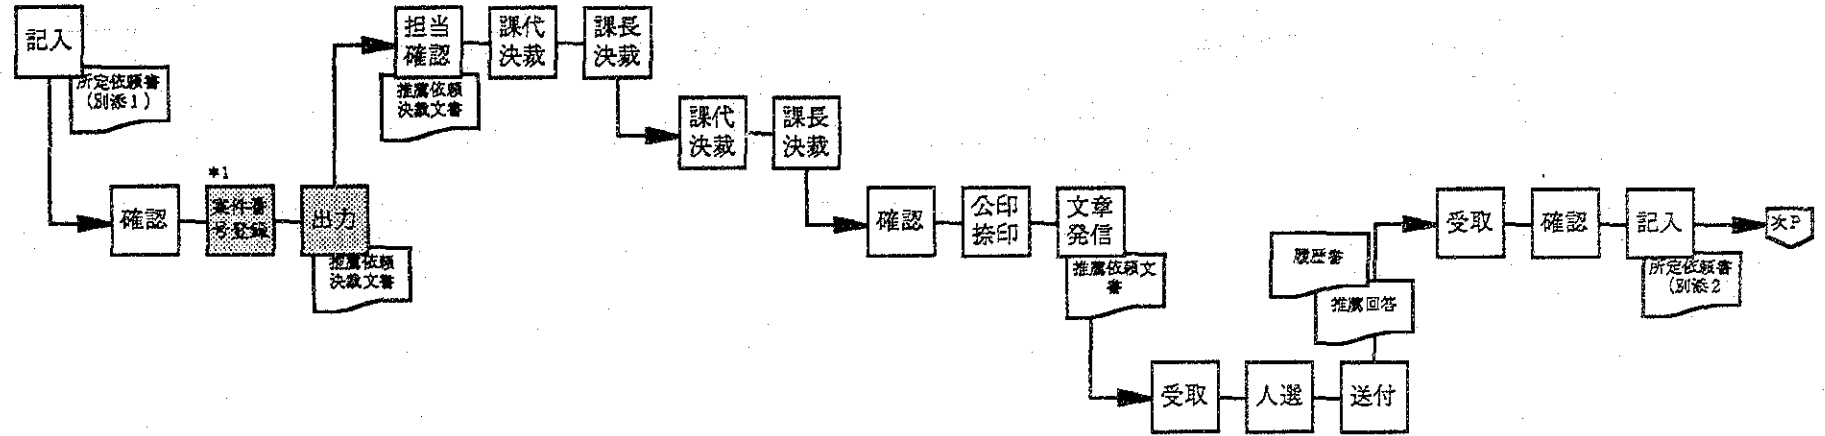 記入
所定依頼書
(別添1)
確認
*1
案件番
号登録
出力
推薦依頼
決裁文書
担当
確認
推薦依頼
決裁文書
課代
決裁
課長
決裁
課代
決裁
課長
決裁
確認
公印
捺印
文章
発信
推薦依頼文
書
受取
人選
送付
履歴書
推薦回答
受取
確認
記入
所定依頼書
(別添2
次P